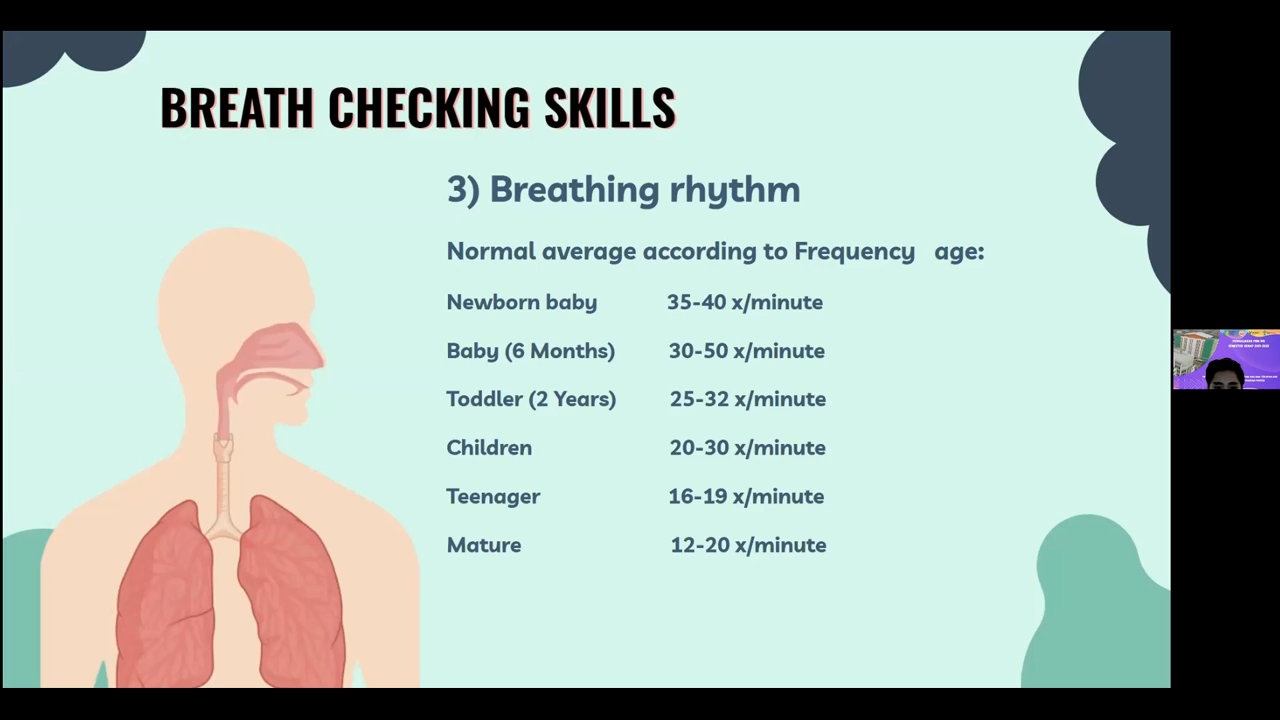 BREATH CHECKING SKILLS
3) Breathing rhythm
Normal average according to Frequency age:
Newborn baby 35-40 x/minute
Baby (6 Months) 30-50 x/minute
Toddler (2 Years) 25-32 x/minute
Children 20-30 x/minute
Teenager 16-19 x/minute
Mature 12-20 x/minute